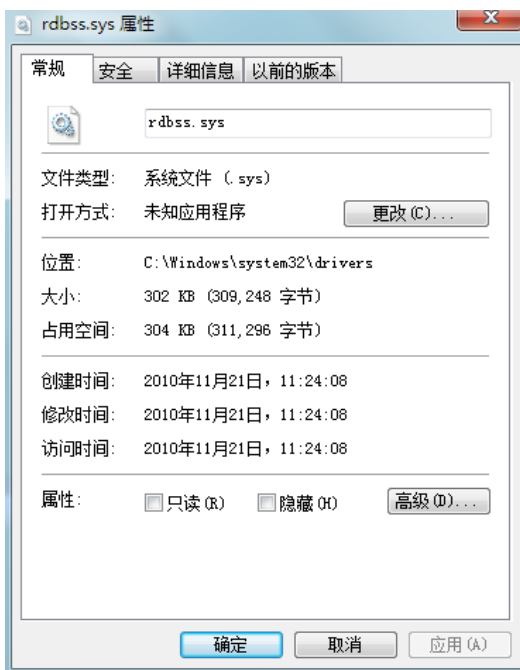 rdbss.sys 属性
常规 安全 详细信息 以前的版本
rdbss.sys
文件类型: 系统文件 (.sys)
打开方式: 未知应用程序 更改(C)...
位置: C:\Windows\system32\drivers
大小: 302 KB (309,248 字节)
占用空间: 304 KB (311,296 字节)
创建时间: 2010年11月21日，11:24:08
修改时间: 2010年11月21日，11:24:08
访问时间: 2010年11月21日，11:24:08
属性: 只读(R) 隐藏(H) 高级(D)...
确定 取消 应用(A)